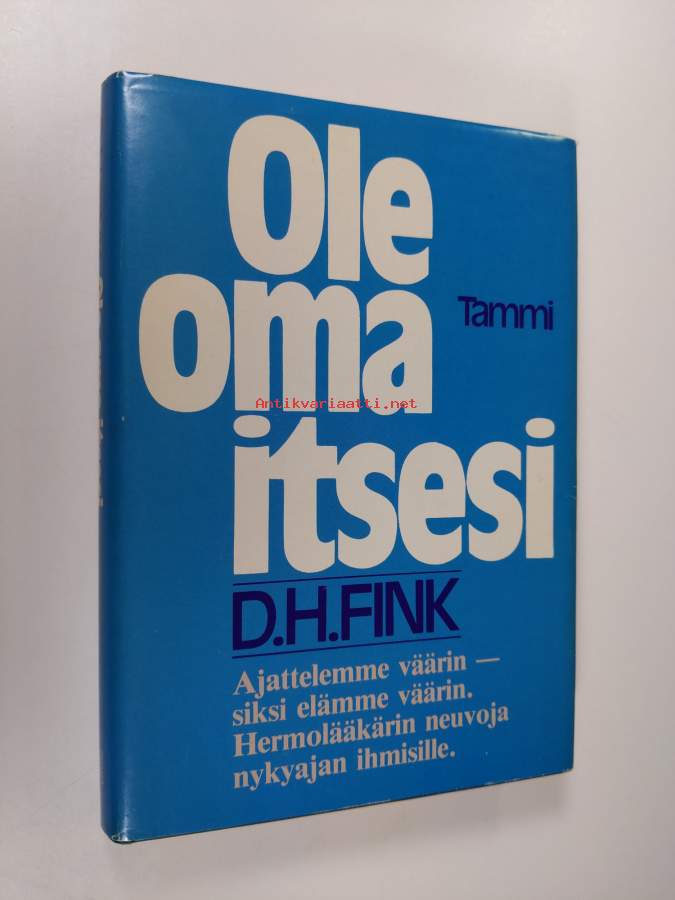 Ole
oma
Tammi
Antikvariaatti.net
itsesi
D.H.FINK
Ajattelemme väärin —
siksi elämme väärin.
Hermolääkärin neuvoja
nykyajan ihmisille.